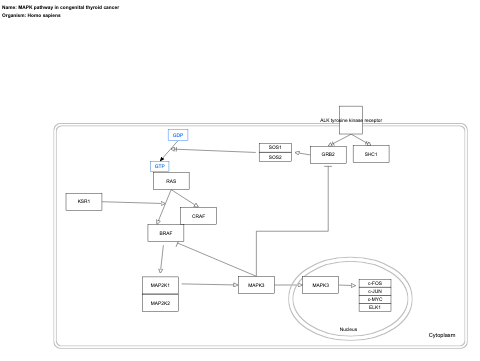 Name: MAPK pathway in congenital thyroid cancer
Organism: Homo sapiens
ALK tyrosine kinase receptor
GDP
SOS1
SOS2
GRB2
SHC1
GTP
RAS
KSR1
CRAF
BRAF
MAP2K1
MAP2K2
MAPK3
MAPK3
c-FOS
c-JUN
c-MYC
ELK1
Nucleus
Cytoplasm